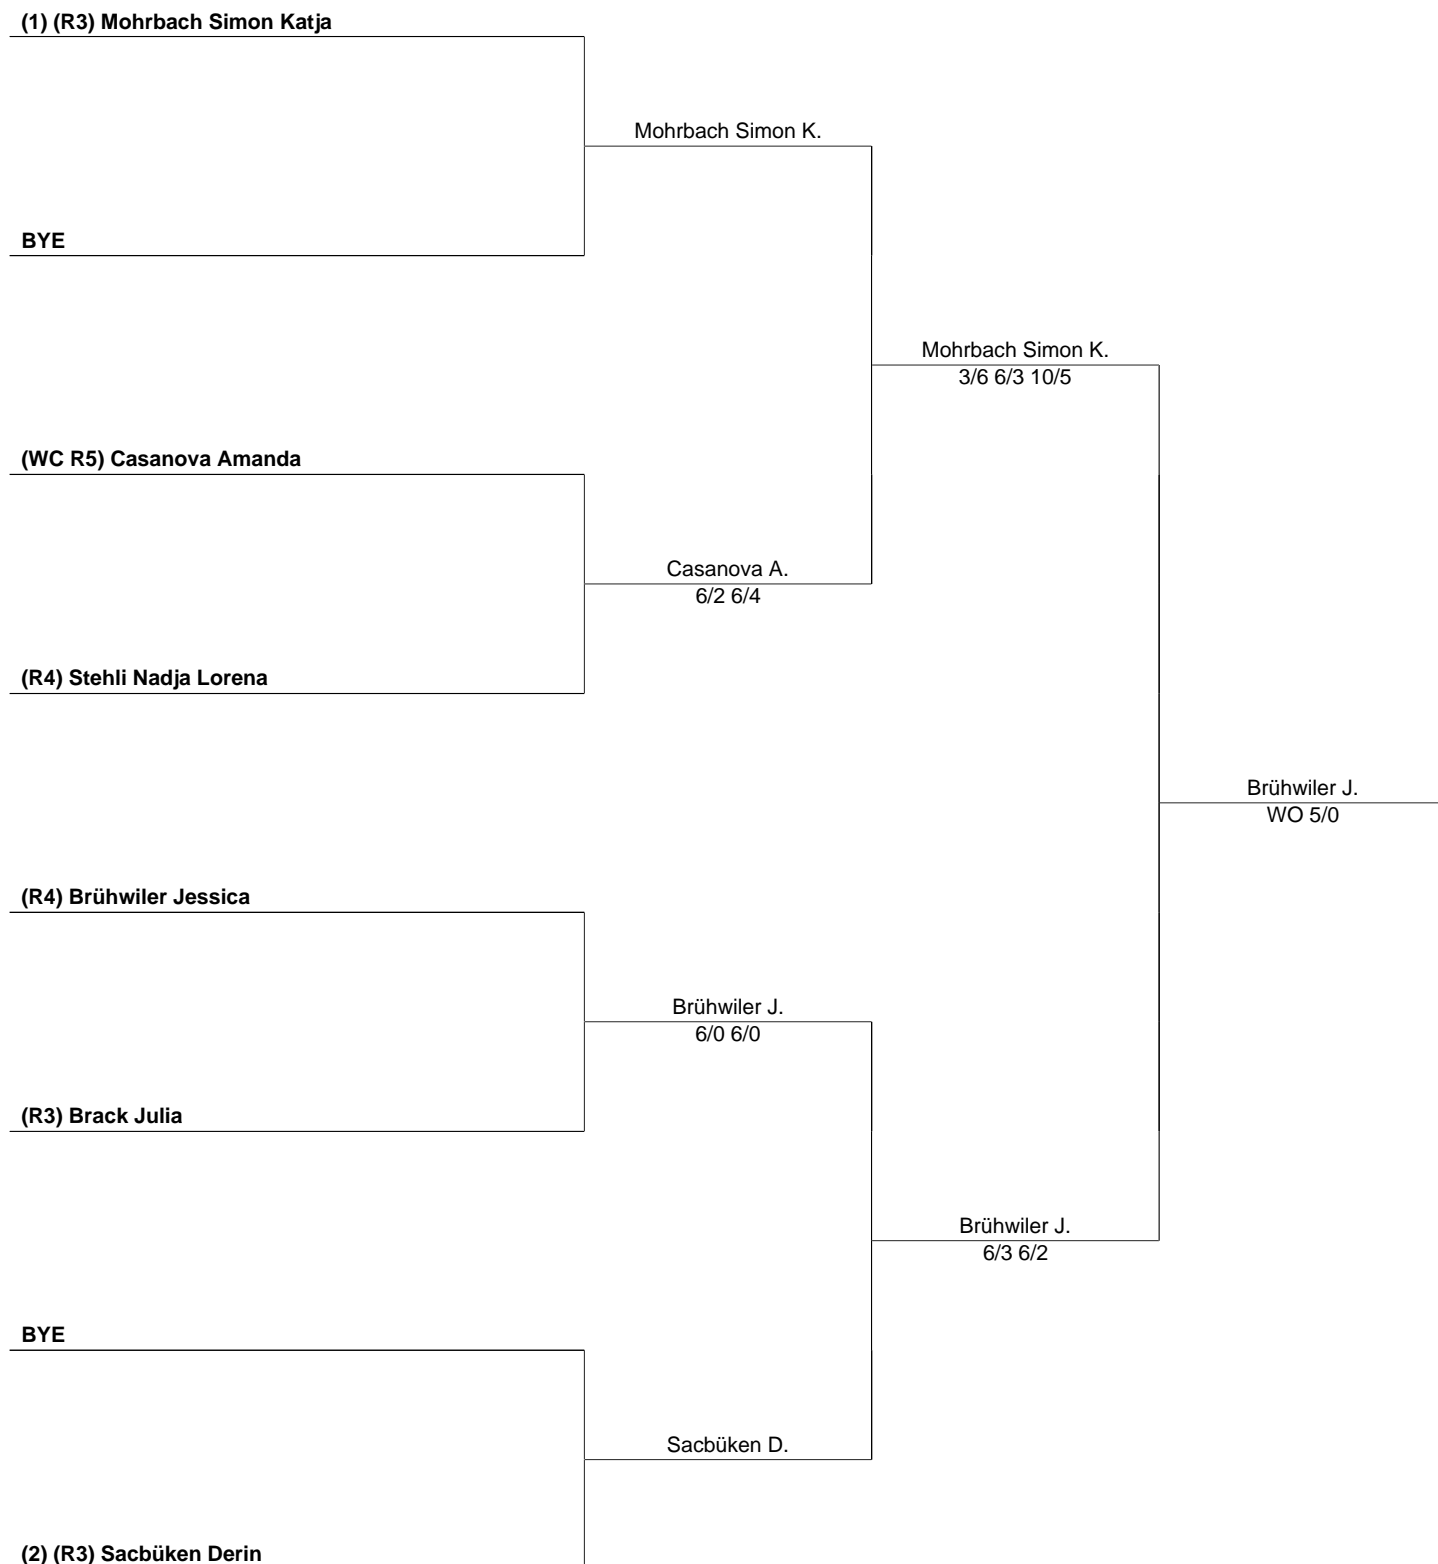 (1) (R3) Mohrbach Simon Katja
Mohrbach Simon K.
BYE
Mohrbach Simon K.
3/6 6/3 10/5
(WC R5) Casanova Amanda
Casanova A.
6/2 6/4
(R4) Stehli Nadja Lorena
Brühwiler J.
WO 5/0
(R4) Brühwiler Jessica
Brühwiler J.
6/0 6/0
(R3) Brack Julia
Brühwiler J.
6/3 6/2
BYE
Sacbüken D.
(2) (R3) Sacbüken Derin